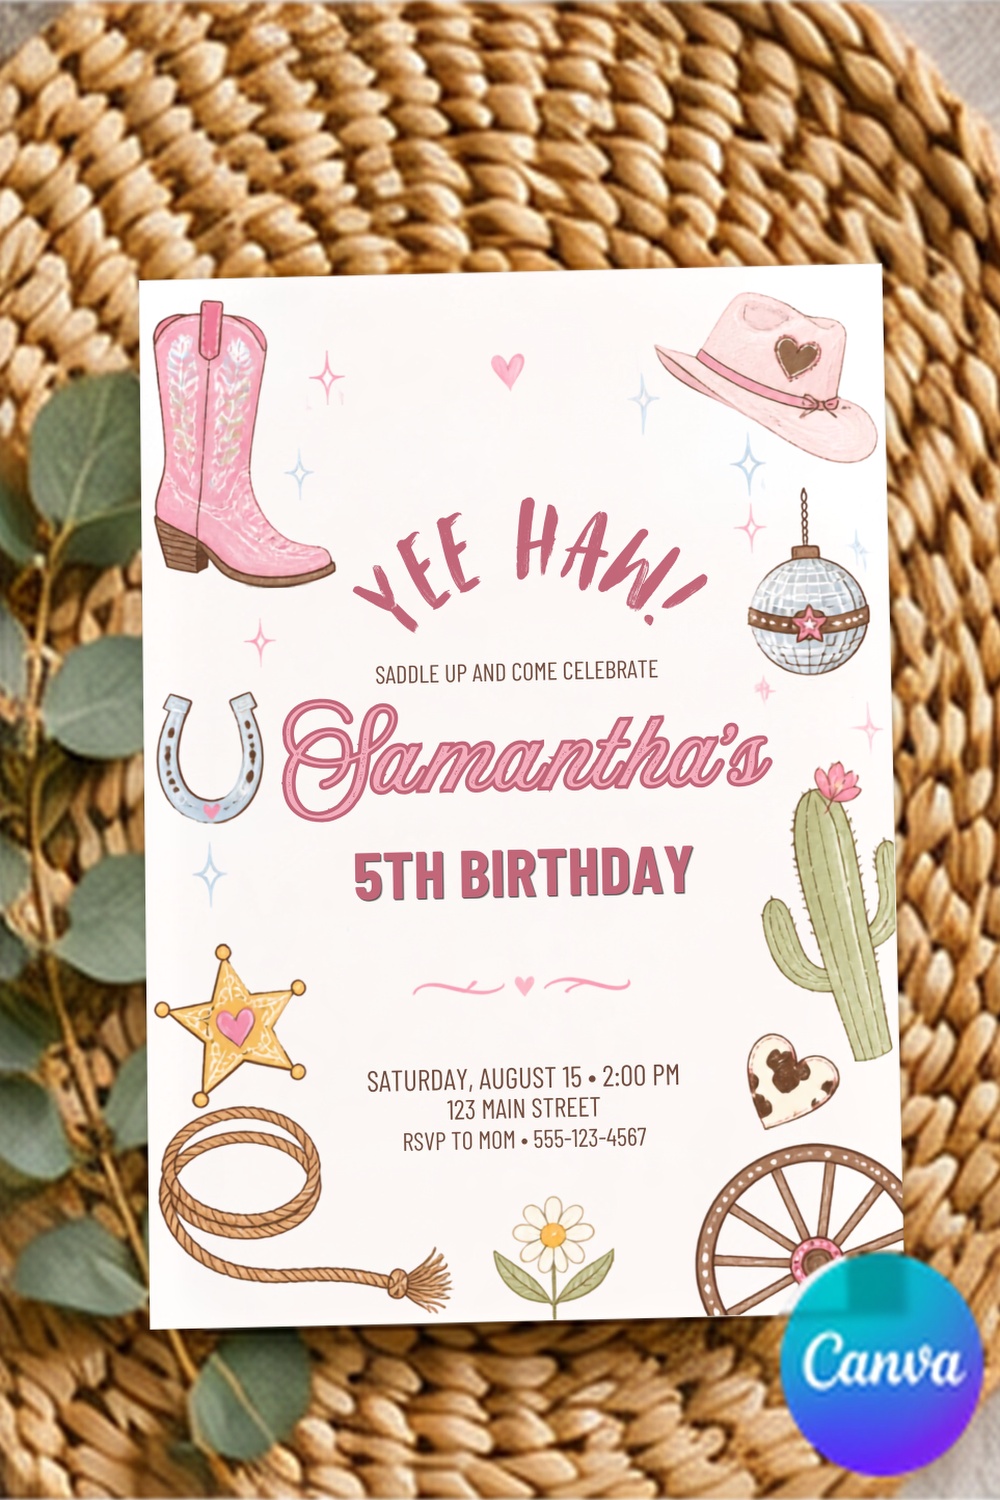 YEE HAW!
SADDLE UP AND COME CELEBRATE
Samantha's
5TH BIRTHDAY
SATURDAY, AUGUST 15 • 2:00 PM
123 MAIN STREET
RSVP TO MOM • 555-123-4567
Canva